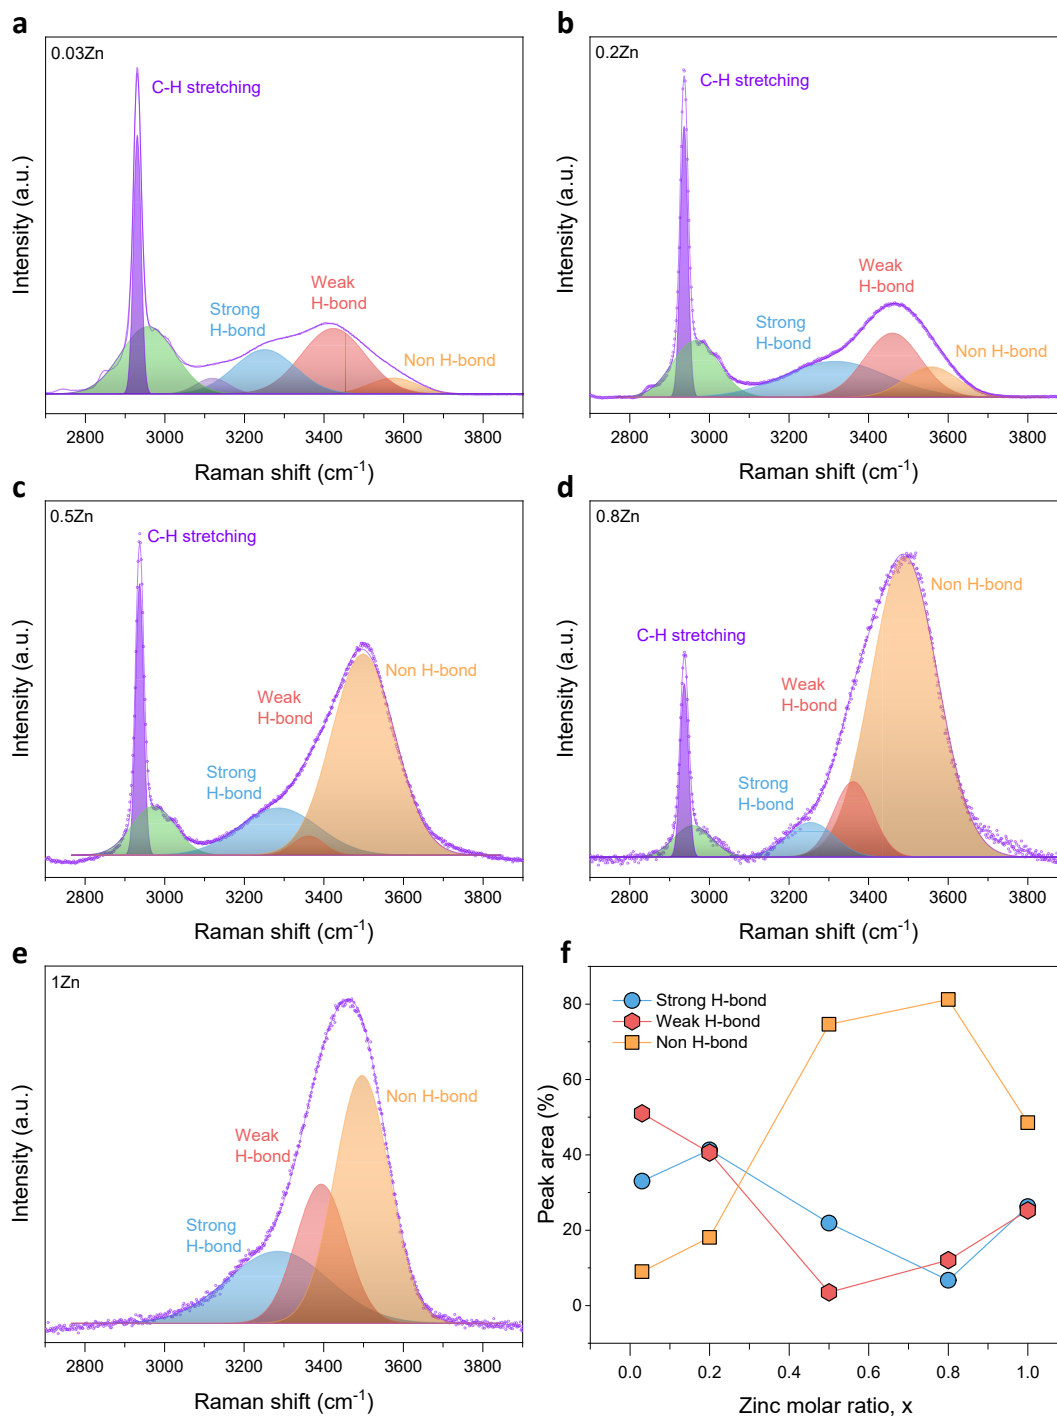 a
0.03Zn
C-H stretching
Strong
H-bond
Weak
H-bond
Non H-bond
Intensity (a.u.)
2800 3000 3200 3400 3600 3800
Raman shift (cm⁻¹)
b
0.2Zn
C-H stretching
Strong
H-bond
Weak
H-bond
Non H-bond
Intensity (a.u.)
2800 3000 3200 3400 3600 3800
Raman shift (cm⁻¹)
c
0.5Zn
C-H stretching
Strong
H-bond
Weak
H-bond
Non H-bond
Intensity (a.u.)
2800 3000 3200 3400 3600 3800
Raman shift (cm⁻¹)
d
0.8Zn
C-H stretching
Strong
H-bond
Weak
H-bond
Non H-bond
Intensity (a.u.)
2800 3000 3200 3400 3600 3800
Raman shift (cm⁻¹)
e
1Zn
Strong
H-bond
Weak
H-bond
Non H-bond
Intensity (a.u.)
2800 3000 3200 3400 3600 3800
Raman shift (cm⁻¹)
f
Strong H-bond
Weak H-bond
Non H-bond
Peak area (%)
80
60
40
20
0
0.0 0.2 0.4 0.6 0.8 1.0
Zinc molar ratio, x